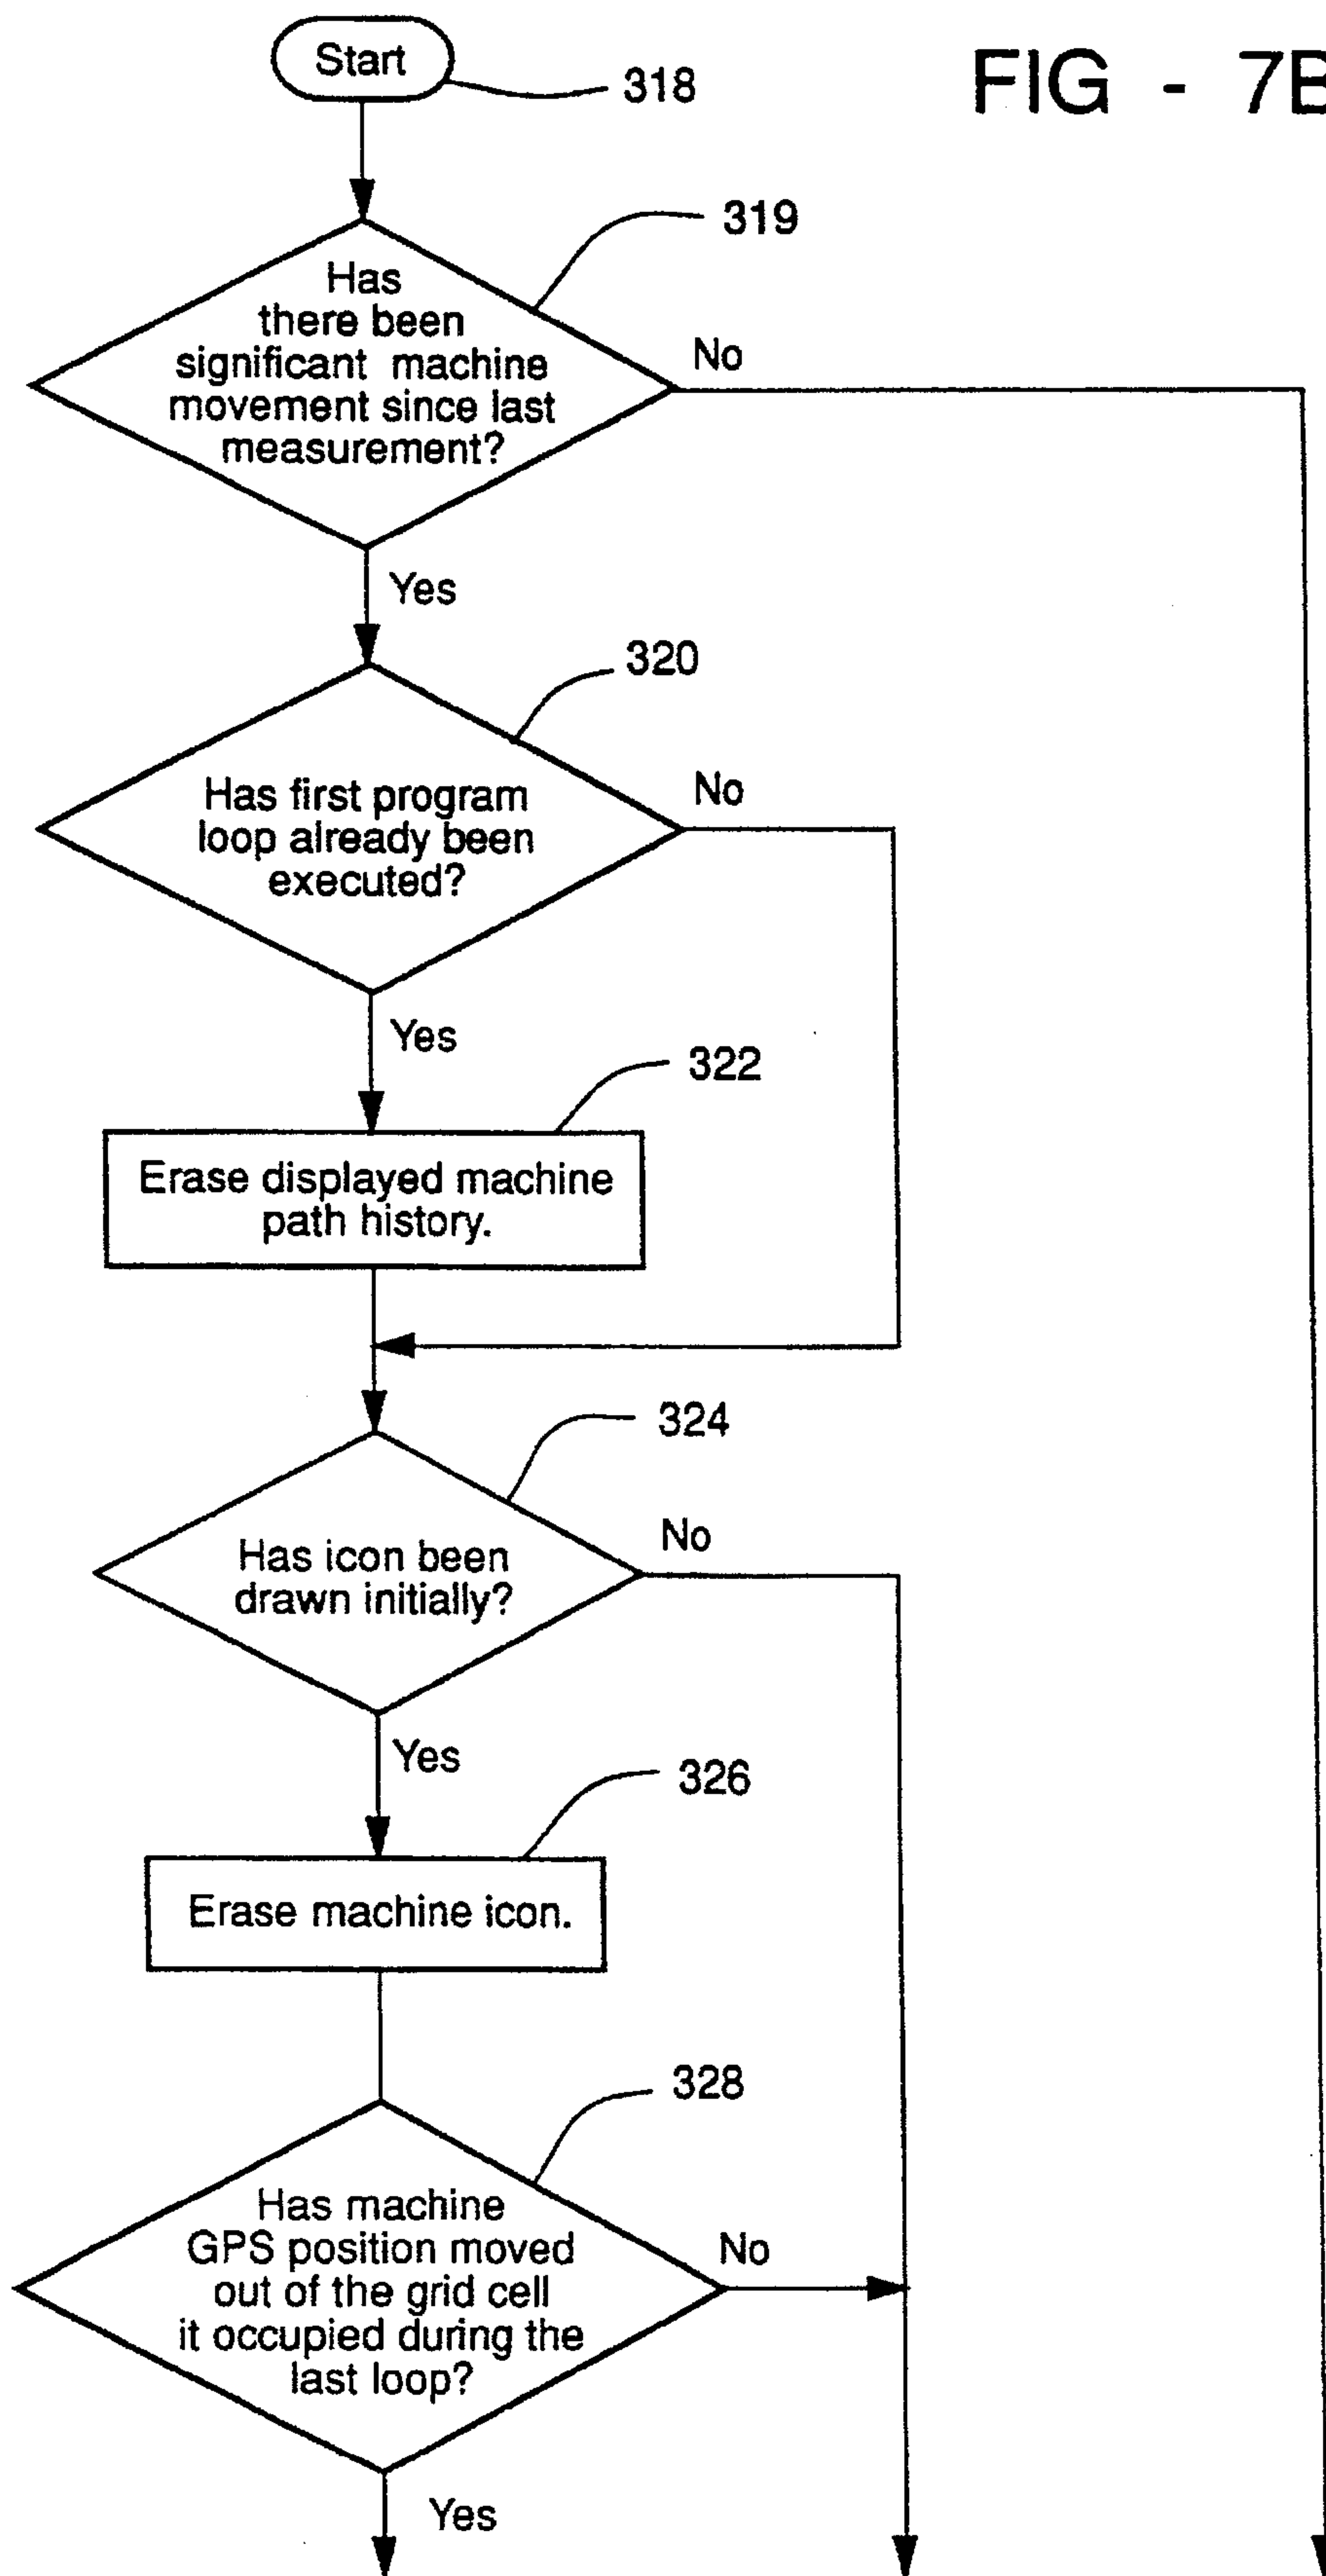 Start
318
FIG - 7B
319
Has
there been
significant machine
movement since last
measurement?
No
Yes
320
Has first program
loop already been
executed?
No
Yes
322
Erase displayed machine
path history.
324
Has icon been
drawn initially?
No
Yes
326
Erase machine icon.
328
Has machine
GPS position moved
out of the grid cell
it occupied during the
last loop?
No
Yes